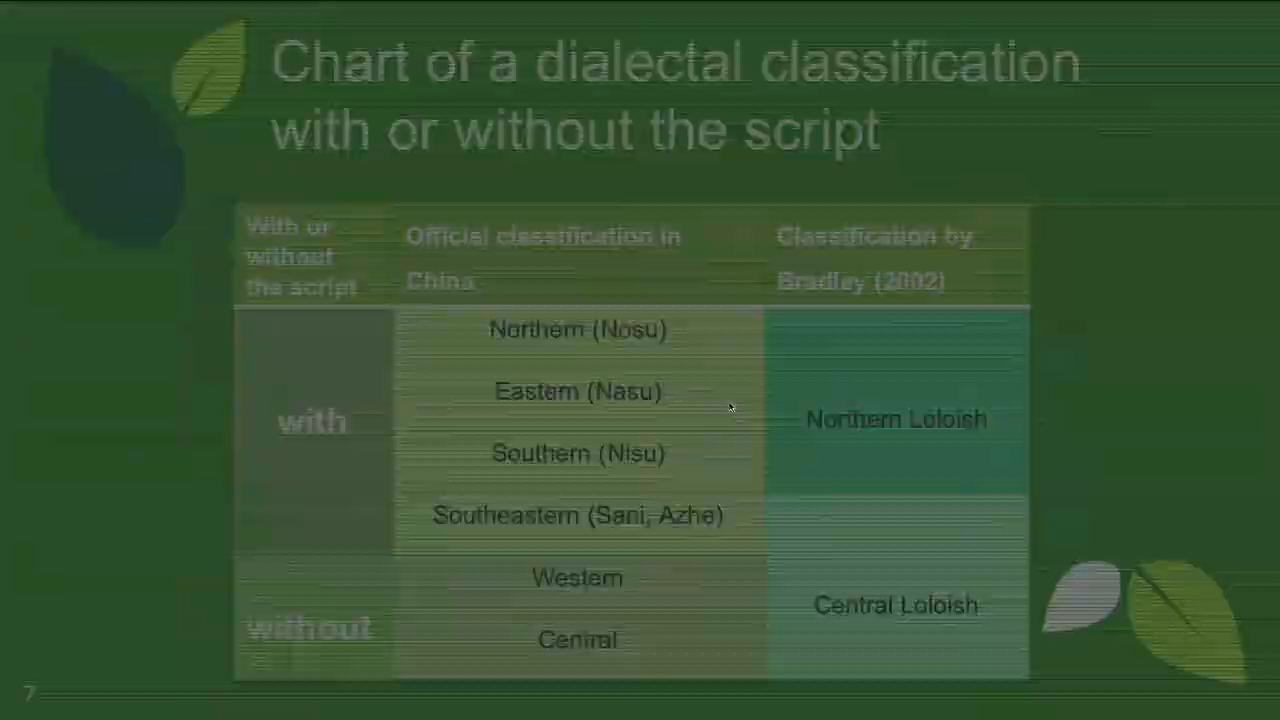 Chart of a dialectal classification
with or without the script
With or
without
the script
Official classification in
China
Classification by
Bradley (2002)
with
Northern (Nosu)
Eastern (Nasu)
Southern (Nisu)
Southeastern (Sani, Azhe)
Northern Loloish
without
Western
Central
Central Loloish
7